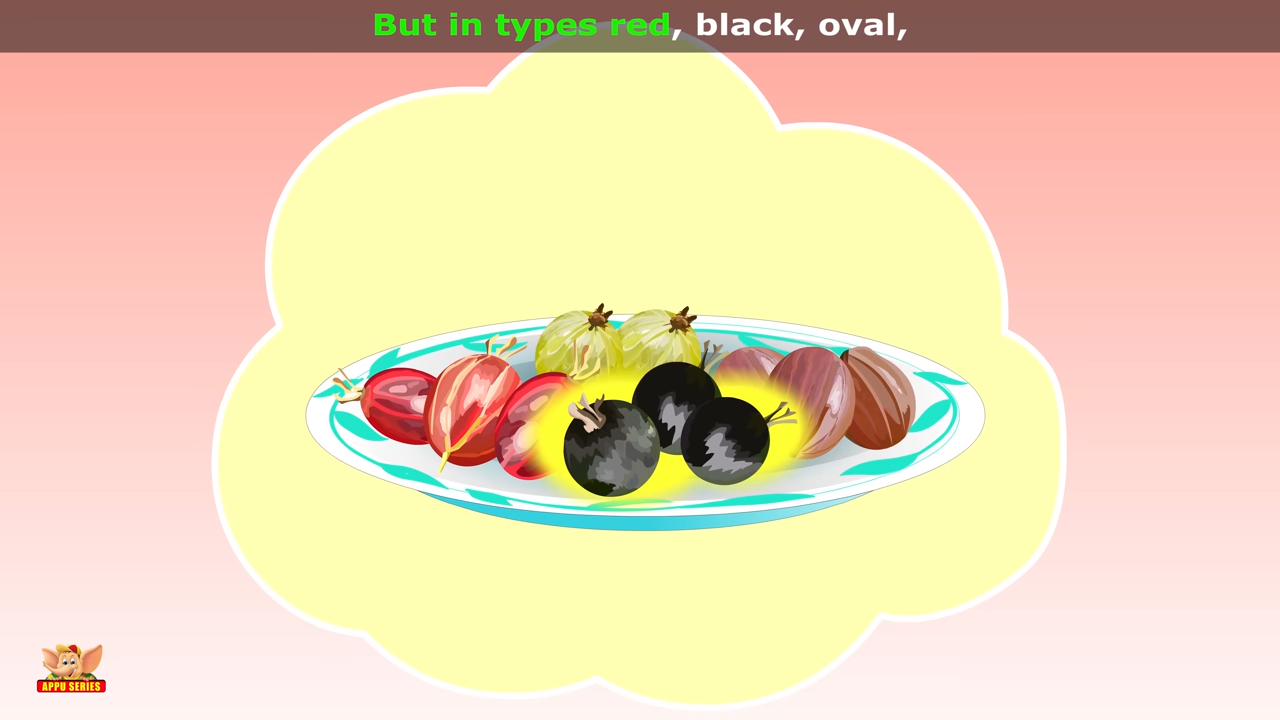 But in types red, black, oval,
APPU SERIES